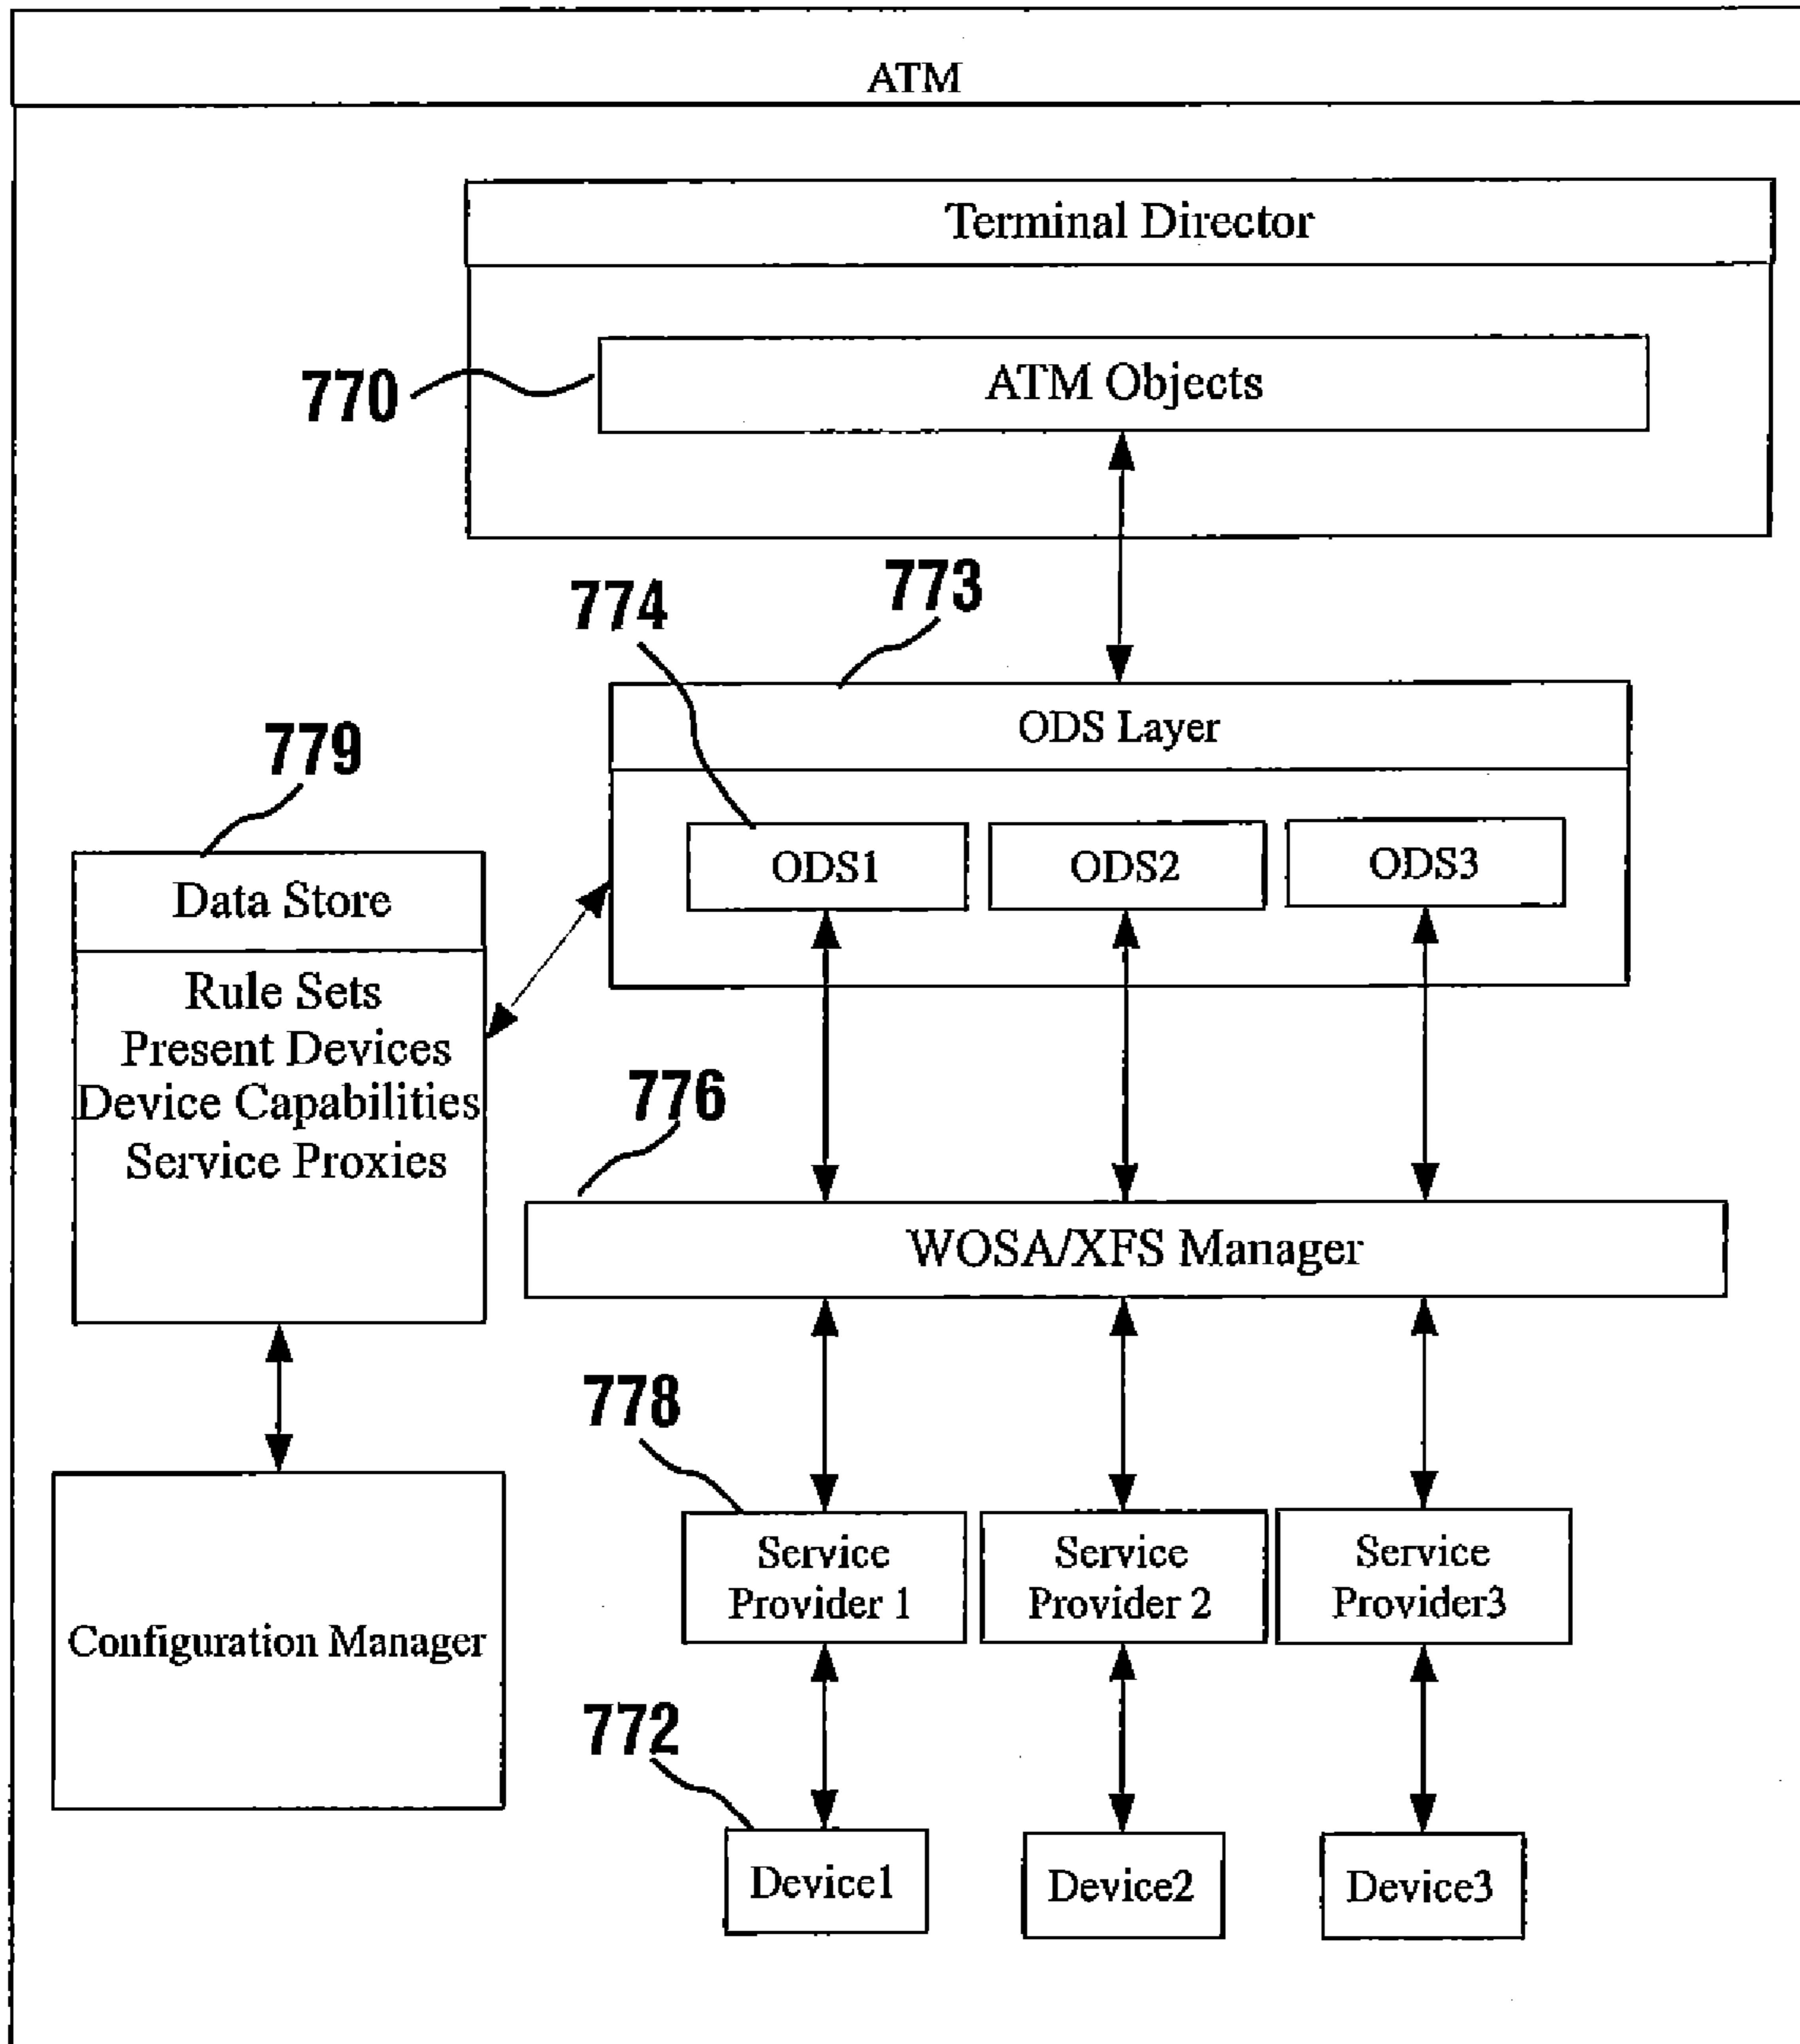 ATM
Terminal Director
770
ATM Objects
773
774
ODS Layer
779
ODS1
ODS2
ODS3
Data Store
Rule Sets
Present Devices
Device Capabilities
Service Proxies
776
WOSA/XFS Manager
778
Service
Provider 1
Service
Provider 2
Service
Provider3
Configuration Manager
772
Device1
Device2
Device3